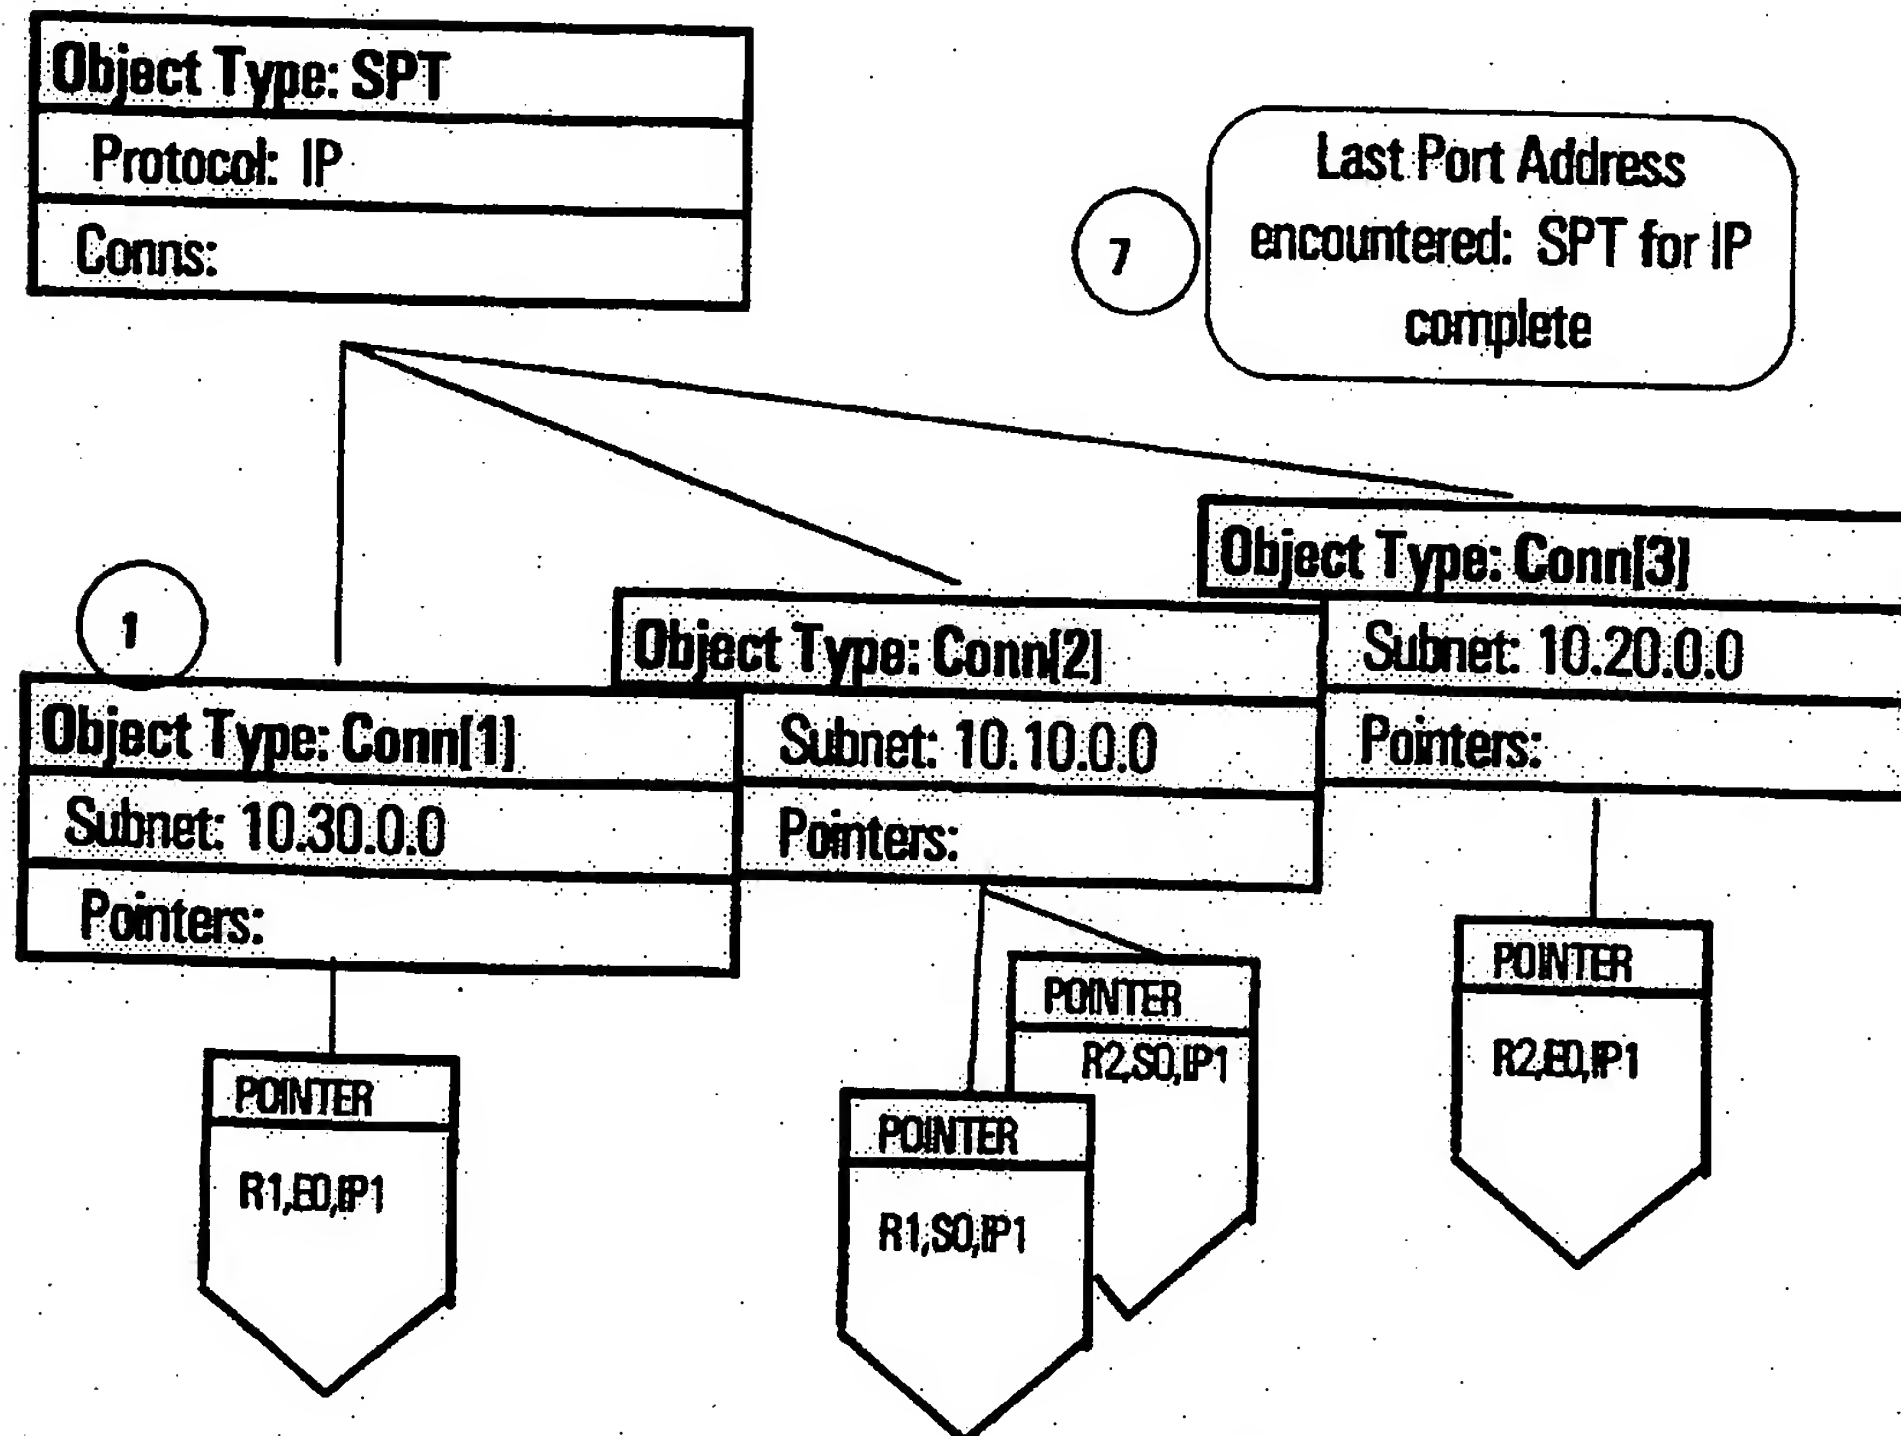 Object Type: SPT
Protocol: IP
Conns:
7
Last Port Address
encountered: SPT for IP
complete
1
Object Type: Conn[1]
Subnet: 10.30.0.0
Pointers:
Object Type: Conn[2]
Subnet: 10.10.0.0
Pointers:
Object Type: Conn[3]
Subnet: 10.20.0.0
Pointers:
POINTER
R1,E0,IP1
POINTER
R1,S0,IP1
POINTER
R2,S0,IP1
POINTER
R2,E0,IP1